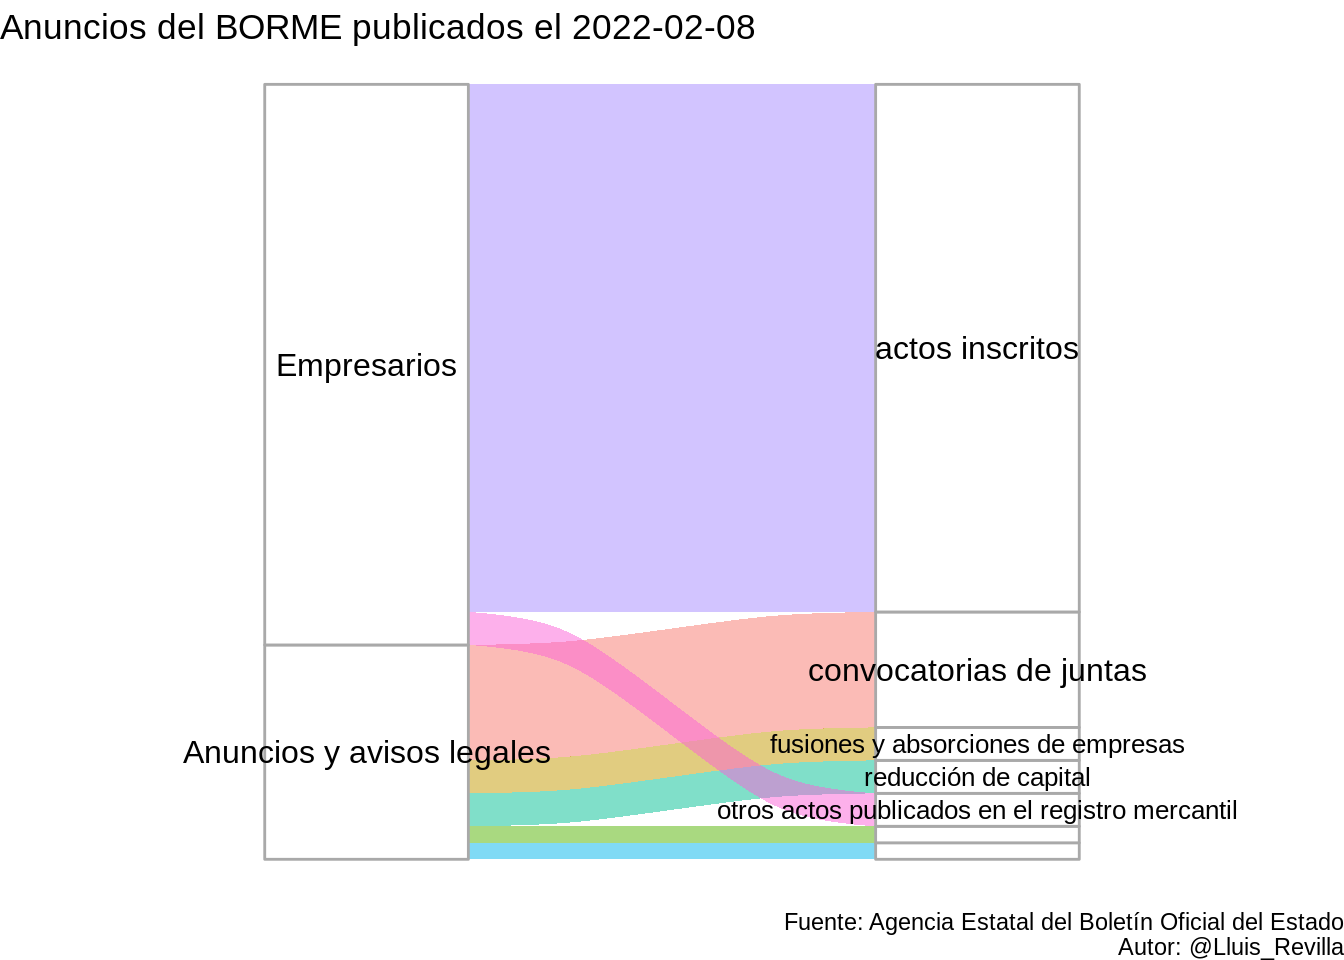 Anuncios del BORME publicados el 2022-02-08
Empresarios
actos inscritos
convocatorias de juntas
Anuncios y avisos legales
fusiones y absorciones de empresas
reducción de capital
otros actos publicados en el registro mercantil
Fuente: Agencia Estatal del Boletín Oficial del Estado
Autor: @Lluis_Revilla